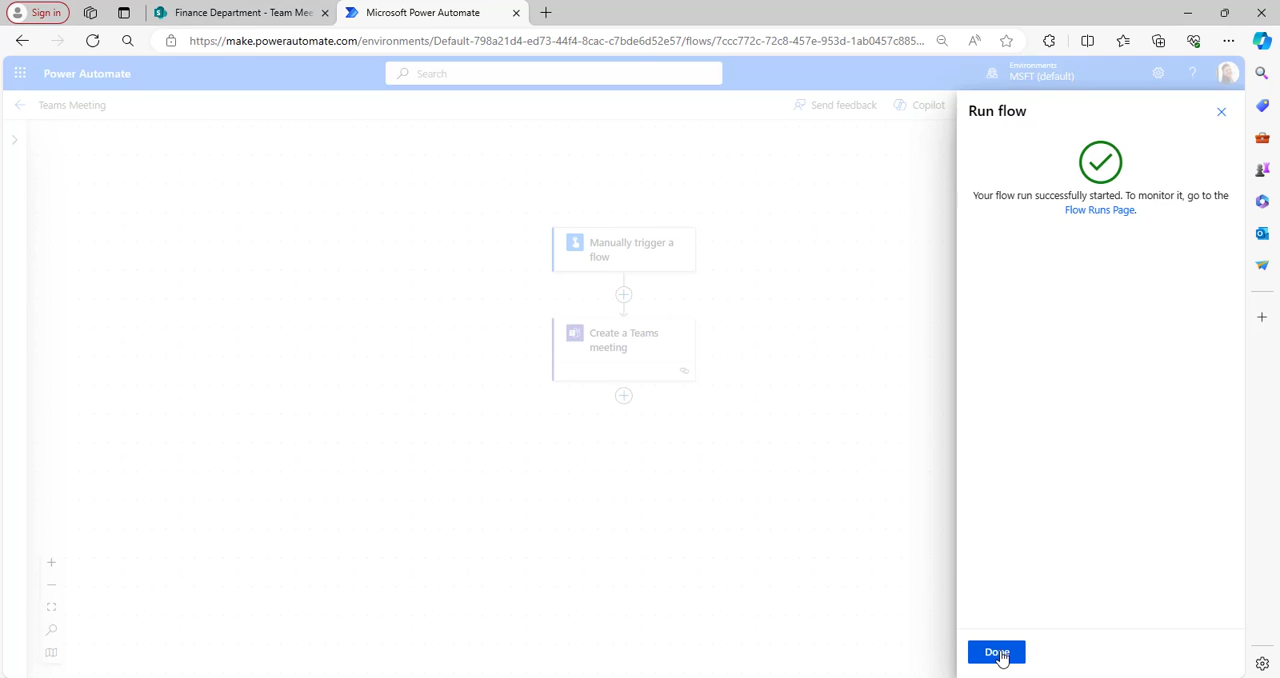 Sign in
Finance Department - Team Mee
Microsoft Power Automate
https://make.powerautomate.com/environments/Default-798a21d4-ed73-44f4-8cac-c7bde6d52e57/flows/7ccc772c-72c8-457e-953d-1ab0457c885...
Power Automate
Search
Environments
MSFT (default)
Teams Meeting
Send feedback
Copilot
Run flow
Your flow run successfully started. To monitor it, go to the
Flow Runs Page.
Manually trigger a
flow
Create a Teams
meeting
Done